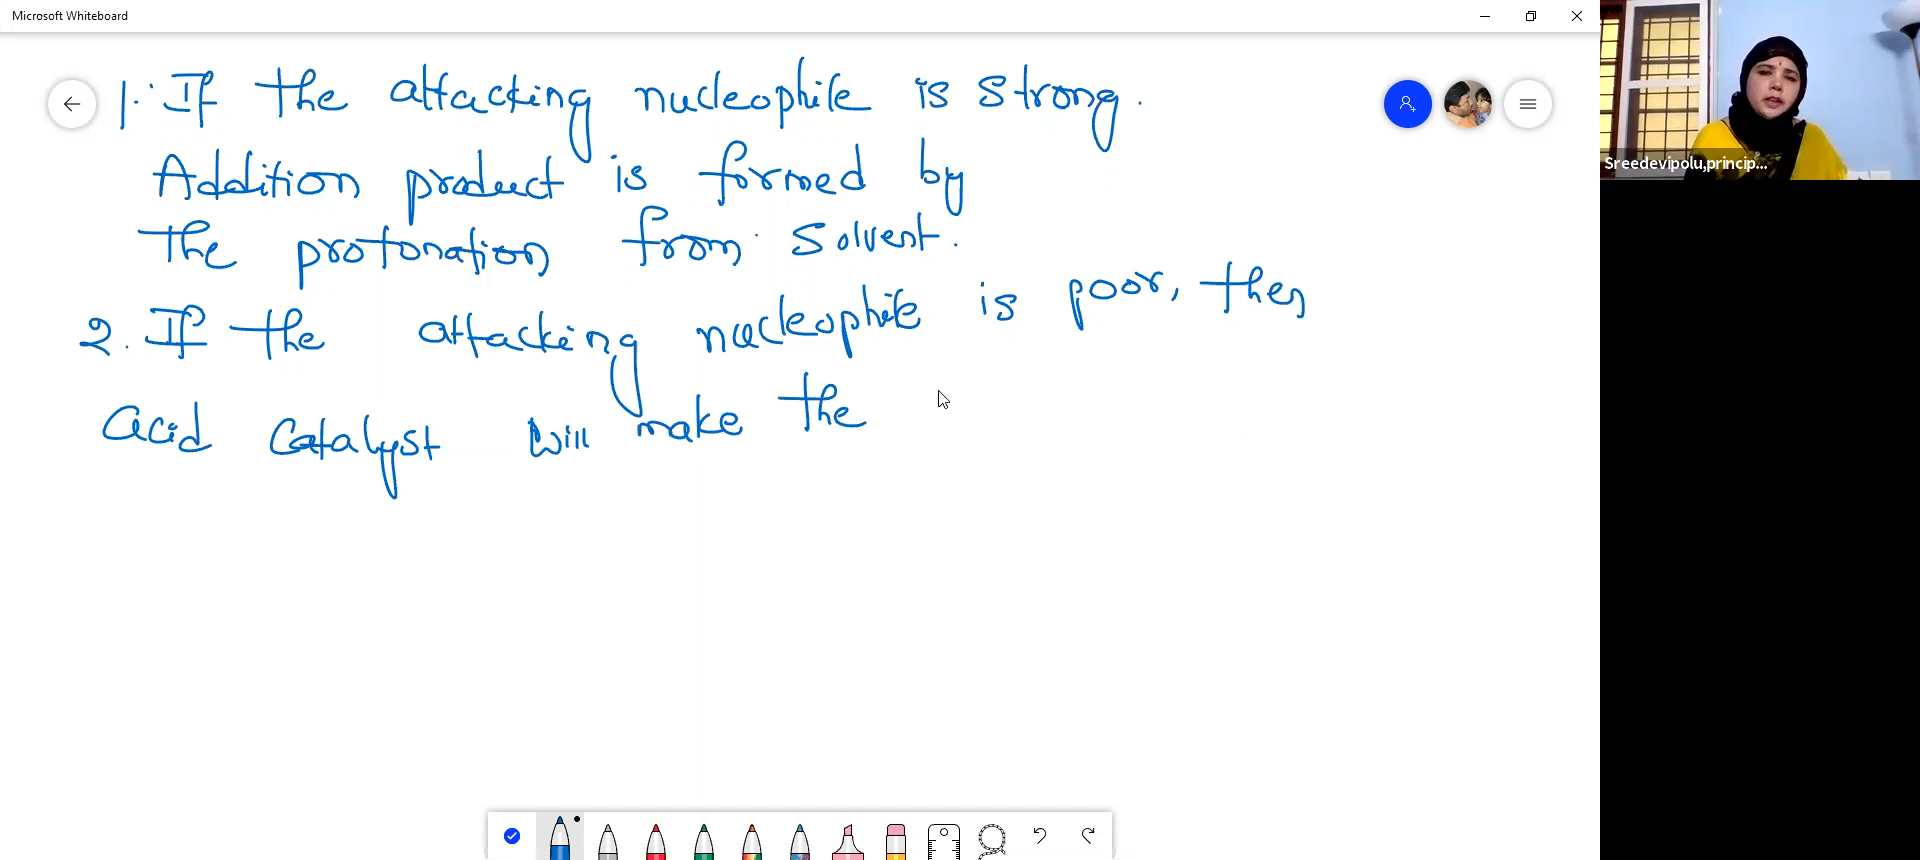 Microsoft Whiteboard
1. If the attacking nucleophile is strong.
Addition product is formed by
the protonation from solvent.
2. If the attacking nucleophile is poor, then
acid catalyst will make the
Sreedevipolu,princip...